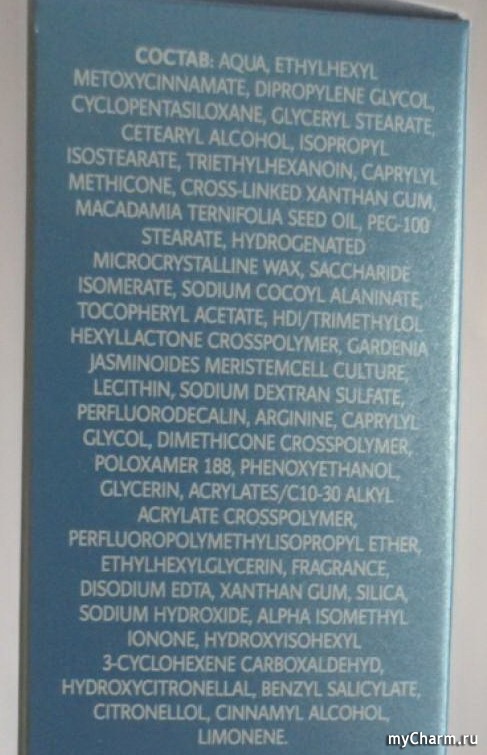 СОСТАВ: AQUA, ETHYLHEXYL
METOXYCINNAMATE, DIPROPYLENE GLYCOL,
CYCLOPENTASILOXANE, GLYCERYL STEARATE,
CETEARYL ALCOHOL, ISOPROPYL
ISOSTEARATE, TRIETHYLHEXANOIN, CAPRYLYL
METHICONE, CROSS-LINKED XANTHAN GUM,
MACADAMIA TERNIFOLIA SEED OIL, PEG-100
STEARATE, HYDROGENATED
MICROCRYSTALLINE WAX, SACCHARIDE
ISOMERATE, SODIUM COCOYL ALANINATE,
TOCOPHERYL ACETATE, HDI/TRIMETHYLOL
HEXYLLACTONE CROSSPOLYMER, GARDENIA
JASMINOIDES MERISTEMCELL CULTURE,
LECITHIN, SODIUM DEXTRAN SULFATE,
PERFLUORODECALIN, ARGININE, CAPRYLYL
GLYCOL, DIMETHICONE CROSSPOLYMER,
POLOXAMER 188, PHENOXYETHANOL,
GLYCERIN, ACRYLATES/C10-30 ALKYL
ACRYLATE CROSSPOLYMER,
PERFLUOROPOLYMETHYLISOPROPYL ETHER,
ETHYLHEXYLGLYCERIN, FRAGRANCE,
DISODIUM EDTA, XANTHAN GUM, SILICA,
SODIUM HYDROXIDE, ALPHA ISOMETHYL
IONONE, HYDROXYISOHEXYL
3-CYCLOHEXENE CARBOXALDEHYD,
HYDROXYCITRONELLAL, BENZYL SALICYLATE,
CITRONELLOL, CINNAMYL ALCOHOL,
LIMONENE.
myCharm.ru